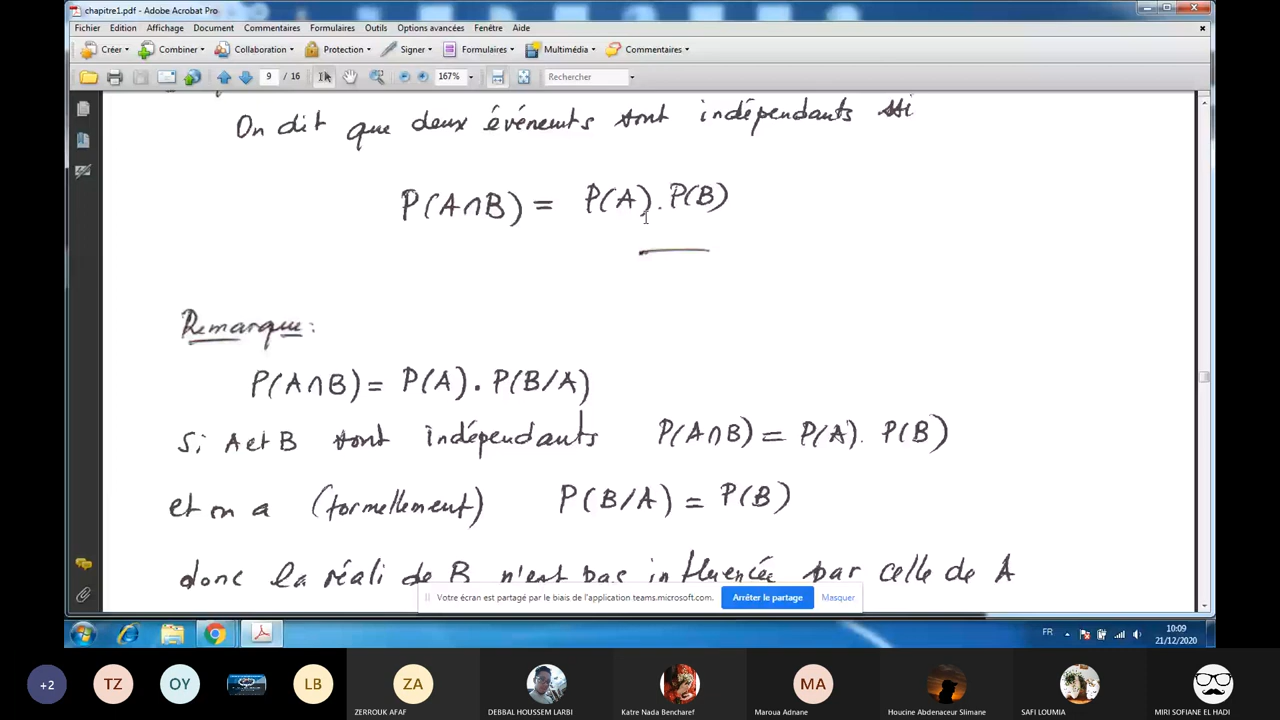 chapitre1.pdf - Adobe Acrobat Pro
Fichier Edition Affichage Document Commentaires Formulaires Outils Options avancées Fenêtre Aide
Créer Combiner Collaboration Protection Signer Formulaires Multimédia Commentaires
9 / 16 167% Rechercher
On dit que deux événemts sont indépendants ssi
P(A∩B) = P(A).P(B)
Remarque:
P(A∩B) = P(A). P(B/A)
Si A et B sont indépendants P(A∩B) = P(A). P(B)
et on a (formellement) P(B/A) = P(B)
donc la réali de B n'est pas influencée par celle de A
Votre écran est partagé par le biais de l'application teams.microsoft.com. Arrêter le partage Masquer
FR 10:09
21/12/2020
+2 TZ OY LB ZA MA
ZERROUK AFAF DEBBAL HOUSSEM LARBI Katre Nada Bencharef Maroua Adnane Houcine Abdenaceur Slimane SAFI LOUMIA MIRI SOFIANE EL HADI